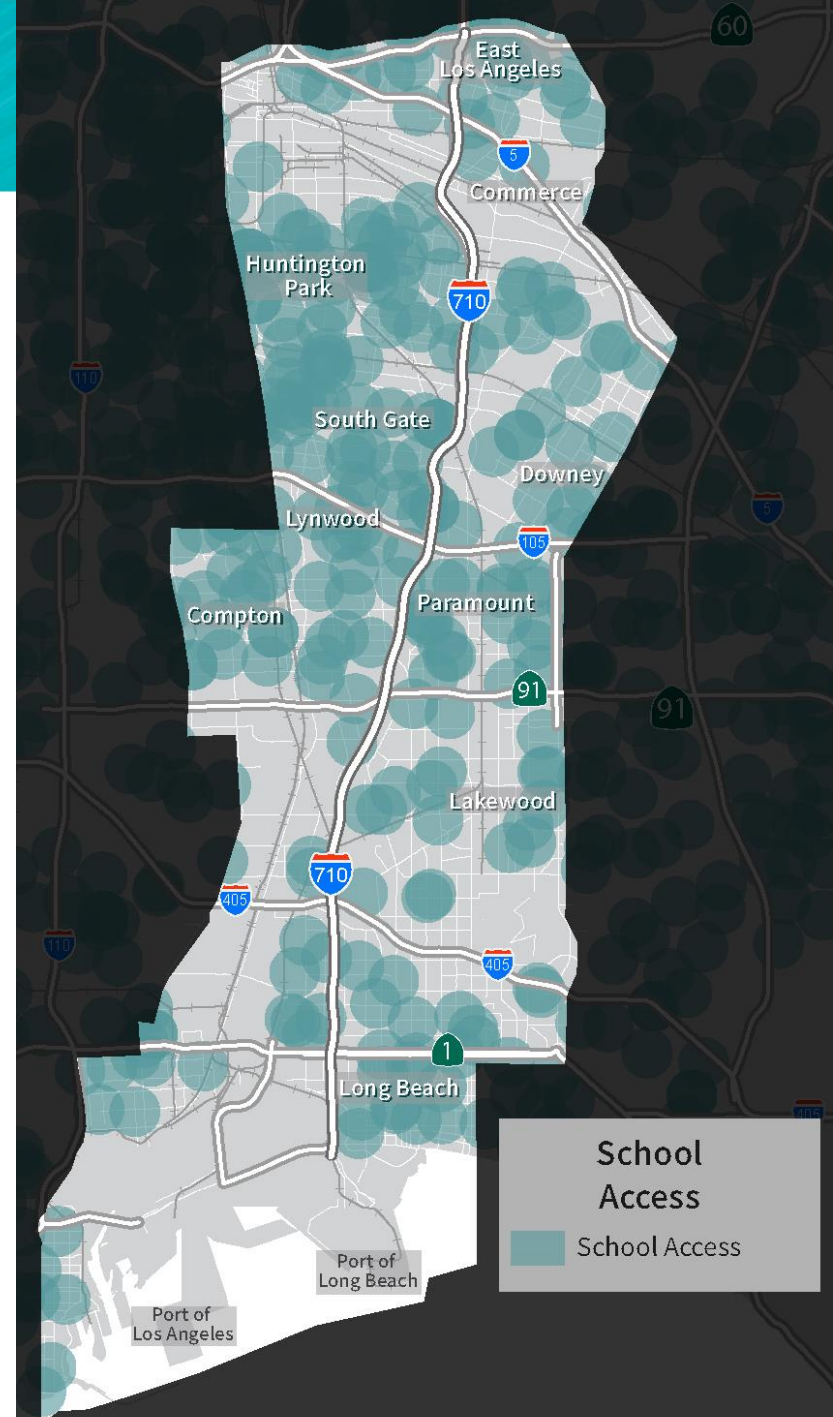 60
East
Los Angeles
5
Commerce
Huntington
Park
710
110
South Gate
Downey
5
Lynwood
105
Compton
Paramount
91
91
Lakewood
710
405
110
405
1
Long Beach
405
School
Access
School Access
Port of
Long Beach
Port of
Los Angeles